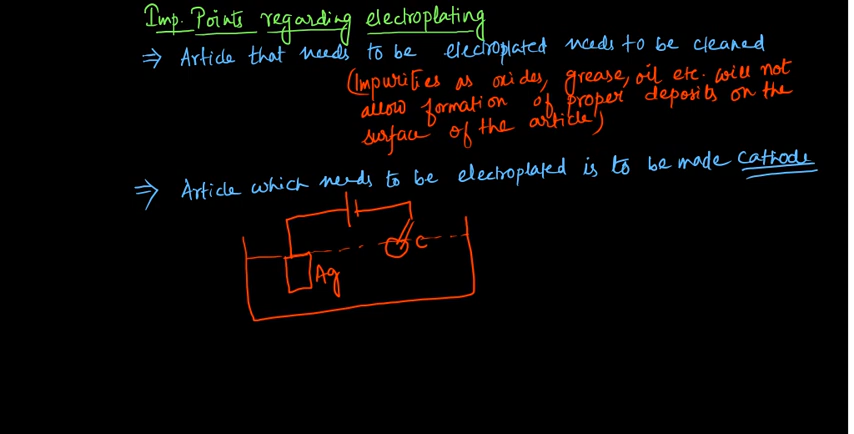 Imp. Points regarding electroplating
⇒ Article that needs to be electroplated needs to be cleaned
(Impurities as oxides, grease, oil etc. will not
allow formation of proper deposits on the
surface of the article)
⇒ Article which needs to be electroplated is to be made cathode
C
Ag